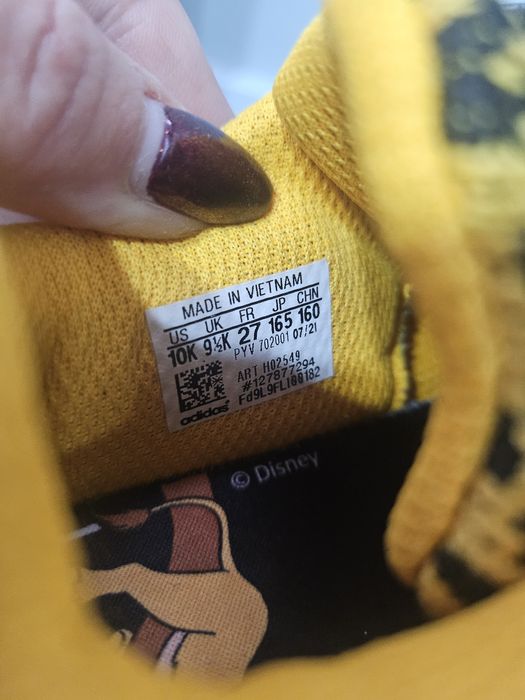 MADE IN VIETNAM
US UK FR JP CHN
10K 9½K 27 165 160
PYV 702001 07/21
ART H02549
#127877294
Fd9L9FL100182
adidas
© Disney